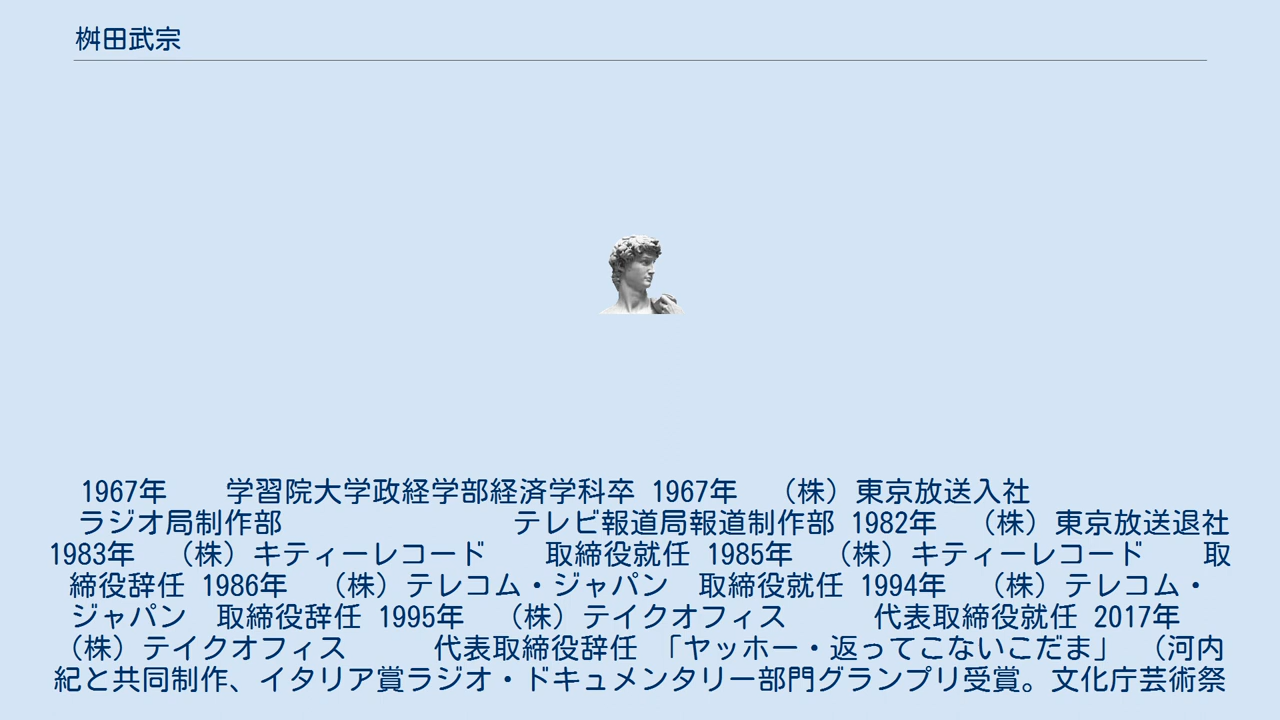 桝田武宗
1967年　　学習院大学政経学部経済学科卒 1967年　（株）東京放送入社
ラジオ局制作部　　　　　　　　テレビ報道局報道制作部 1982年　（株）東京放送退社
1983年　（株）キティーレコード　　取締役就任 1985年　（株）キティーレコード　　取
締役辞任 1986年　（株）テレコム・ジャパン　取締役就任 1994年　（株）テレコム・
ジャパン　取締役辞任 1995年　（株）テイクオフィス　　　代表取締役就任 2017年
（株）テイクオフィス　　　代表取締役辞任 「ヤッホー・返ってこないこだま」 （河内
紀と共同制作、イタリア賞ラジオ・ドキュメンタリー部門グランプリ受賞。文化庁芸術祭